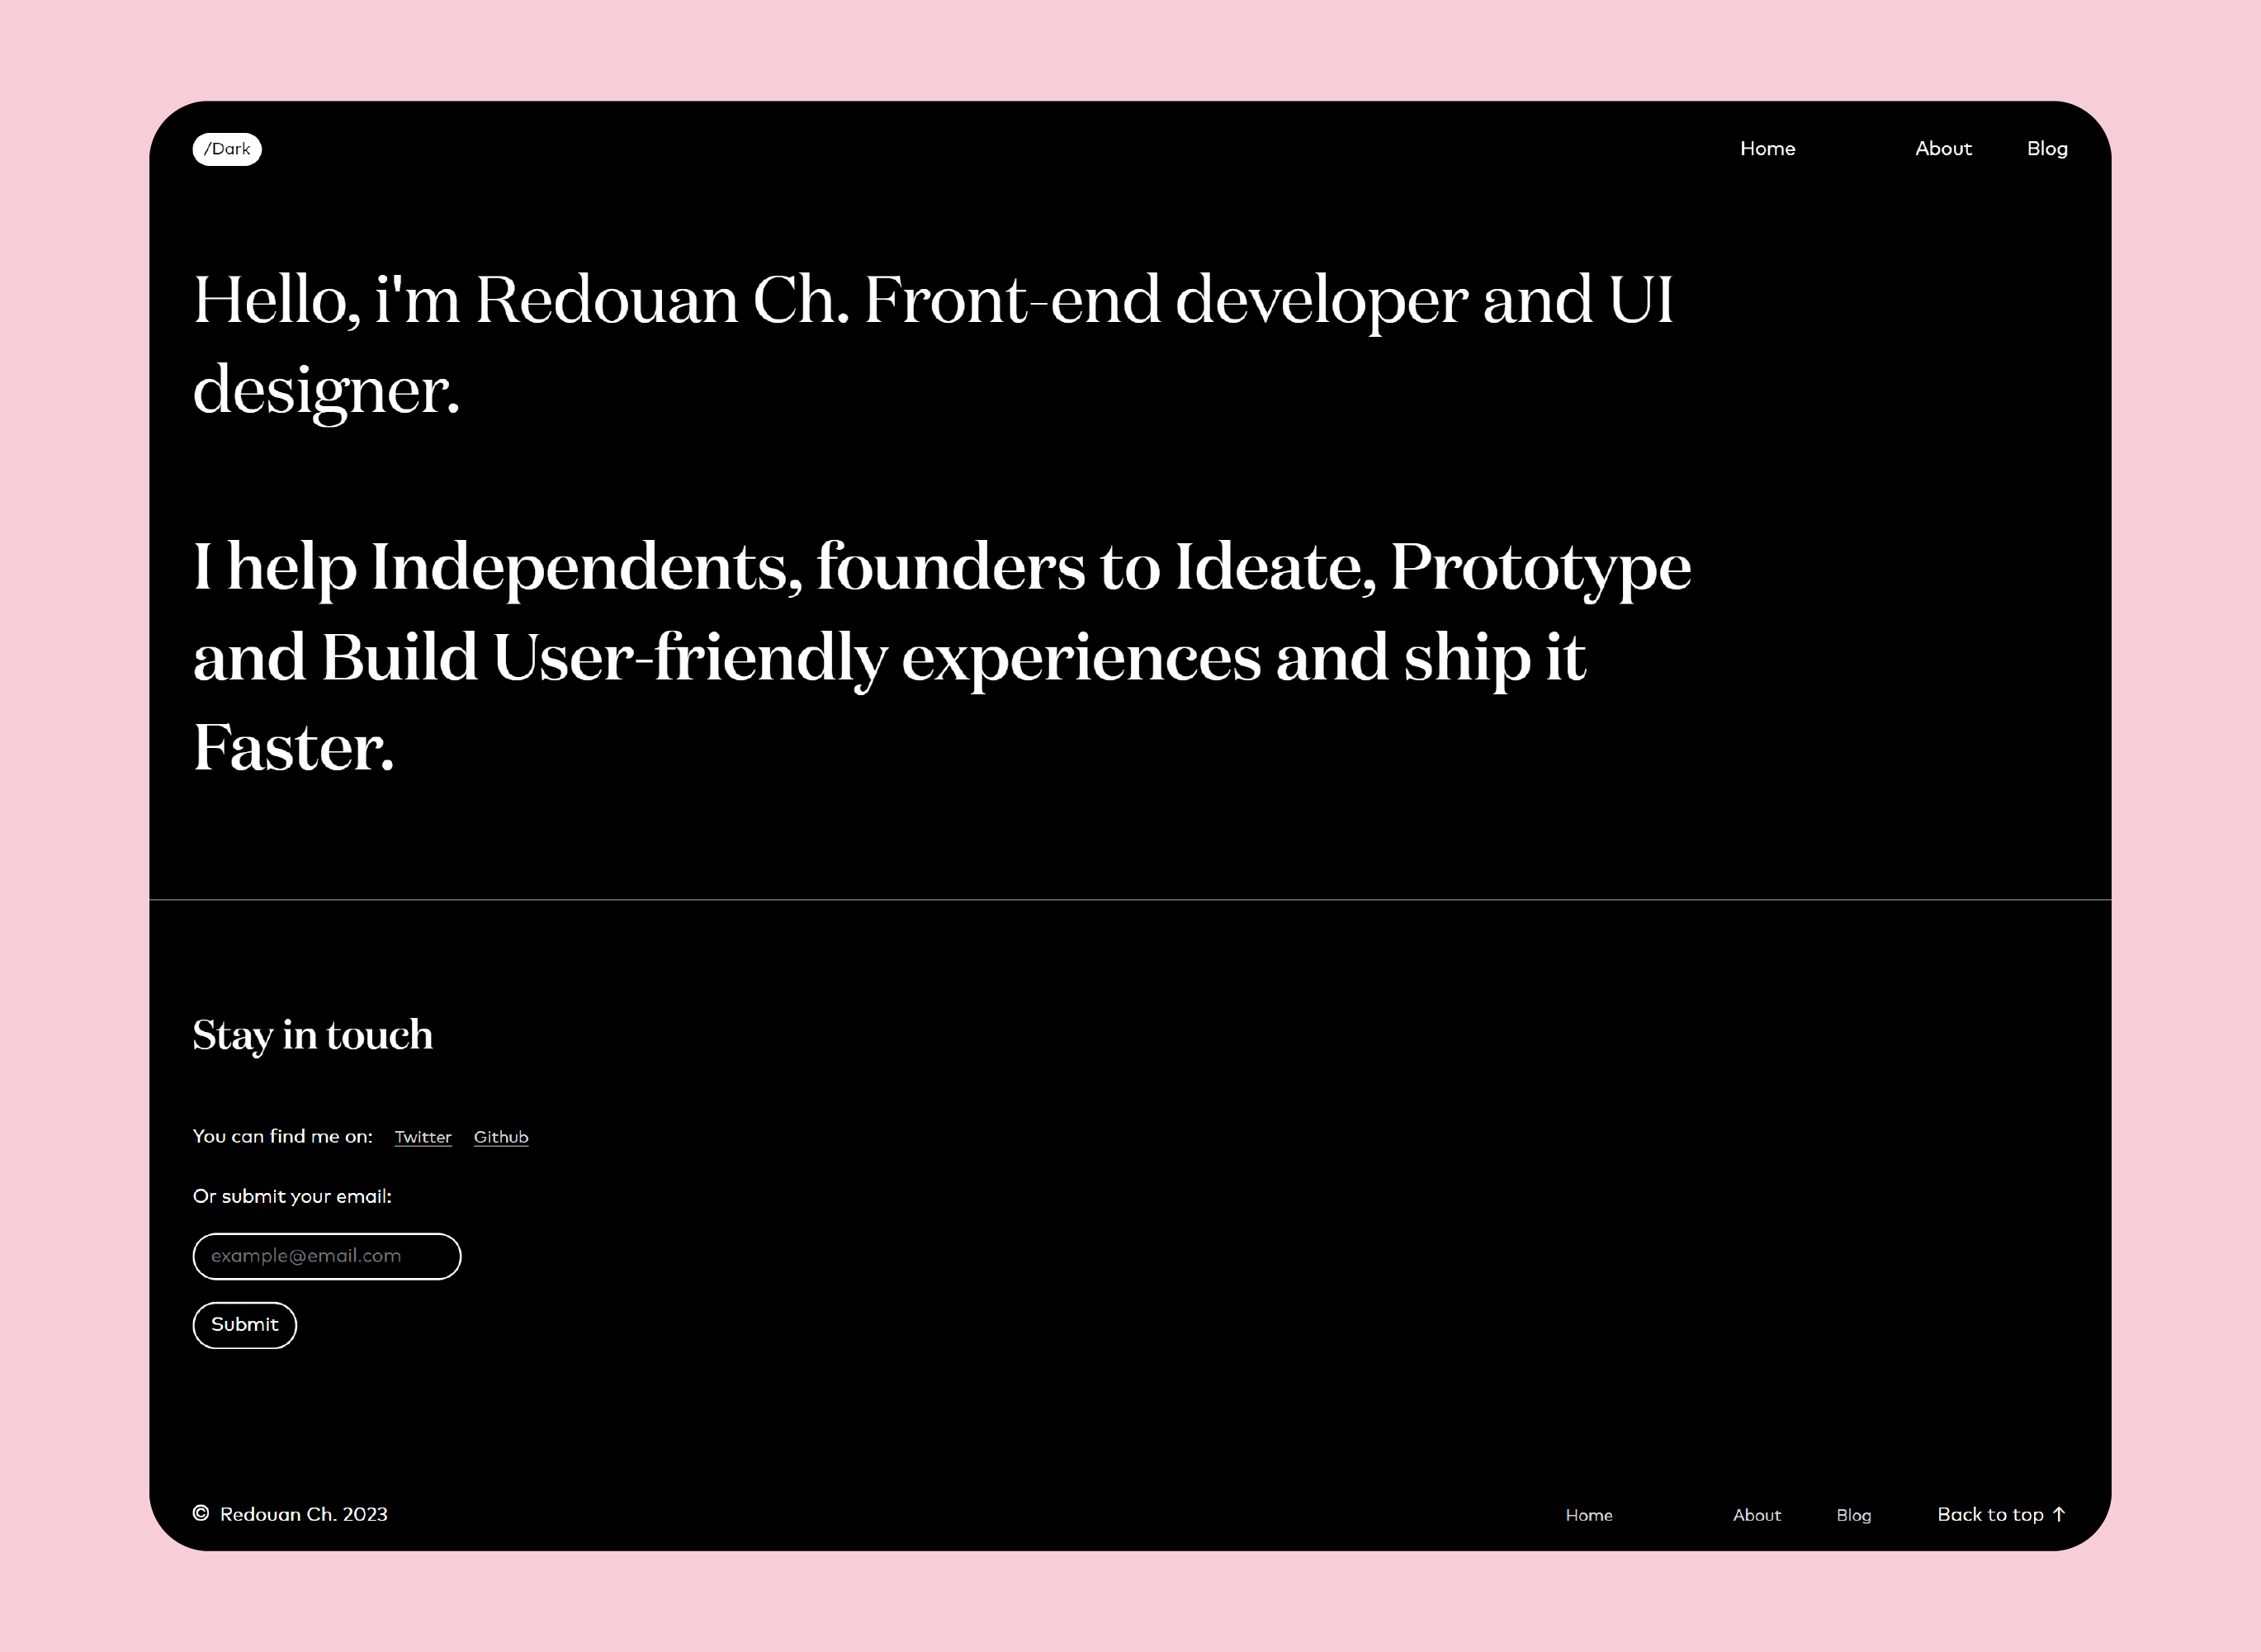 /Dark Home About Blog
Hello, i'm Redouan Ch. Front-end developer and UI
designer.
I help Independents, founders to Ideate, Prototype
and Build User-friendly experiences and ship it
Faster.
Stay in touch
You can find me on: Twitter Github
Or submit your email:
example@email.com
Submit
© Redouan Ch. 2023 Home About Blog Back to top ↑